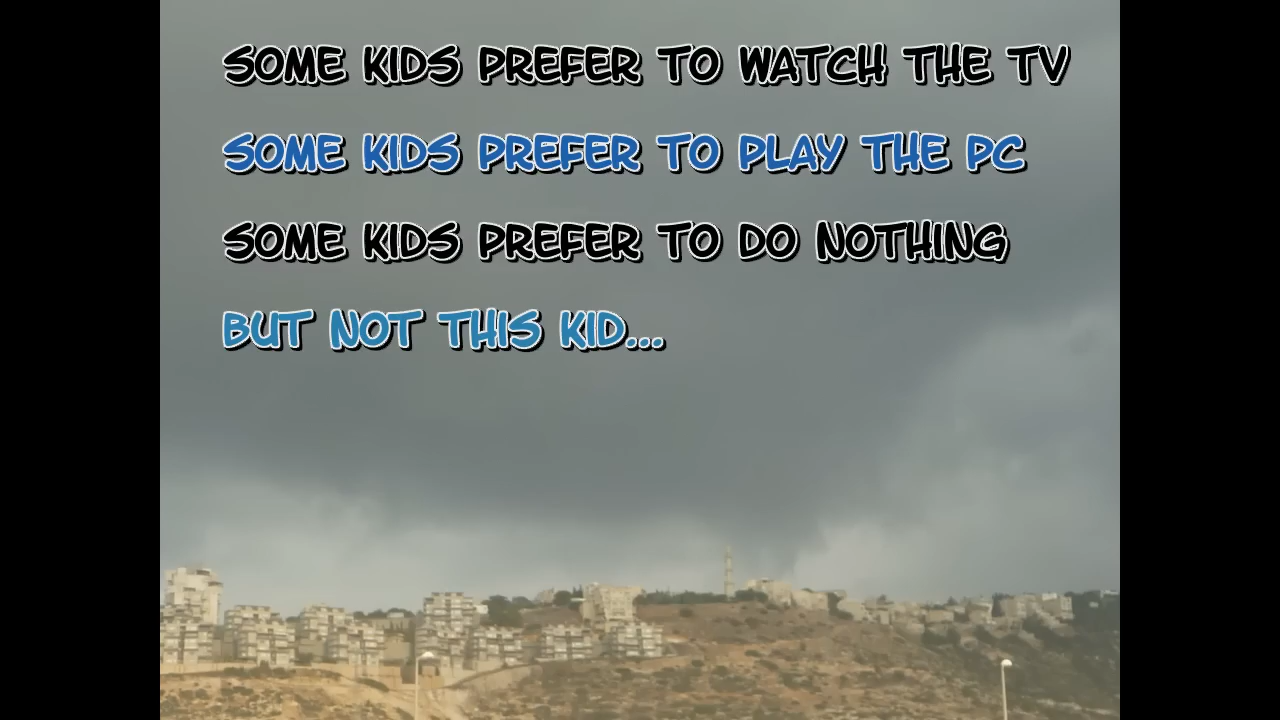 SOME KIDS PREFER TO WATCH THE TV
SOME KIDS PREFER TO PLAY THE PC
SOME KIDS PREFER TO DO NOTHING
BUT NOT THIS KID...